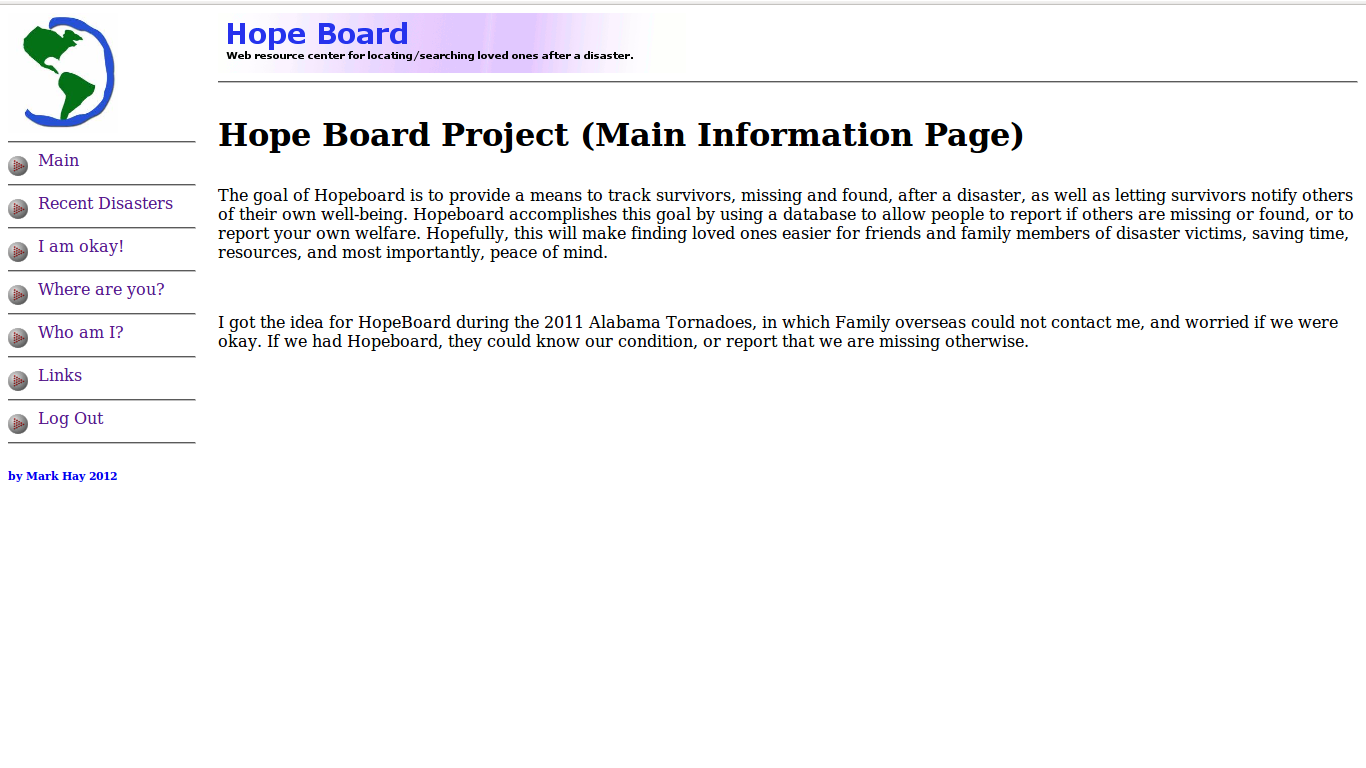 Hope Board
Web resource center for locating/searching loved ones after a disaster.
Main
Recent Disasters
I am okay!
Where are you?
Who am I?
Links
Log Out
by Mark Hay 2012
Hope Board Project (Main Information Page)
The goal of Hopeboard is to provide a means to track survivors, missing and found, after a disaster, as well as letting survivors notify others
of their own well-being. Hopeboard accomplishes this goal by using a database to allow people to report if others are missing or found, or to
report your own welfare. Hopefully, this will make finding loved ones easier for friends and family members of disaster victims, saving time,
resources, and most importantly, peace of mind.
I got the idea for HopeBoard during the 2011 Alabama Tornadoes, in which Family overseas could not contact me, and worried if we were
okay. If we had Hopeboard, they could know our condition, or report that we are missing otherwise.